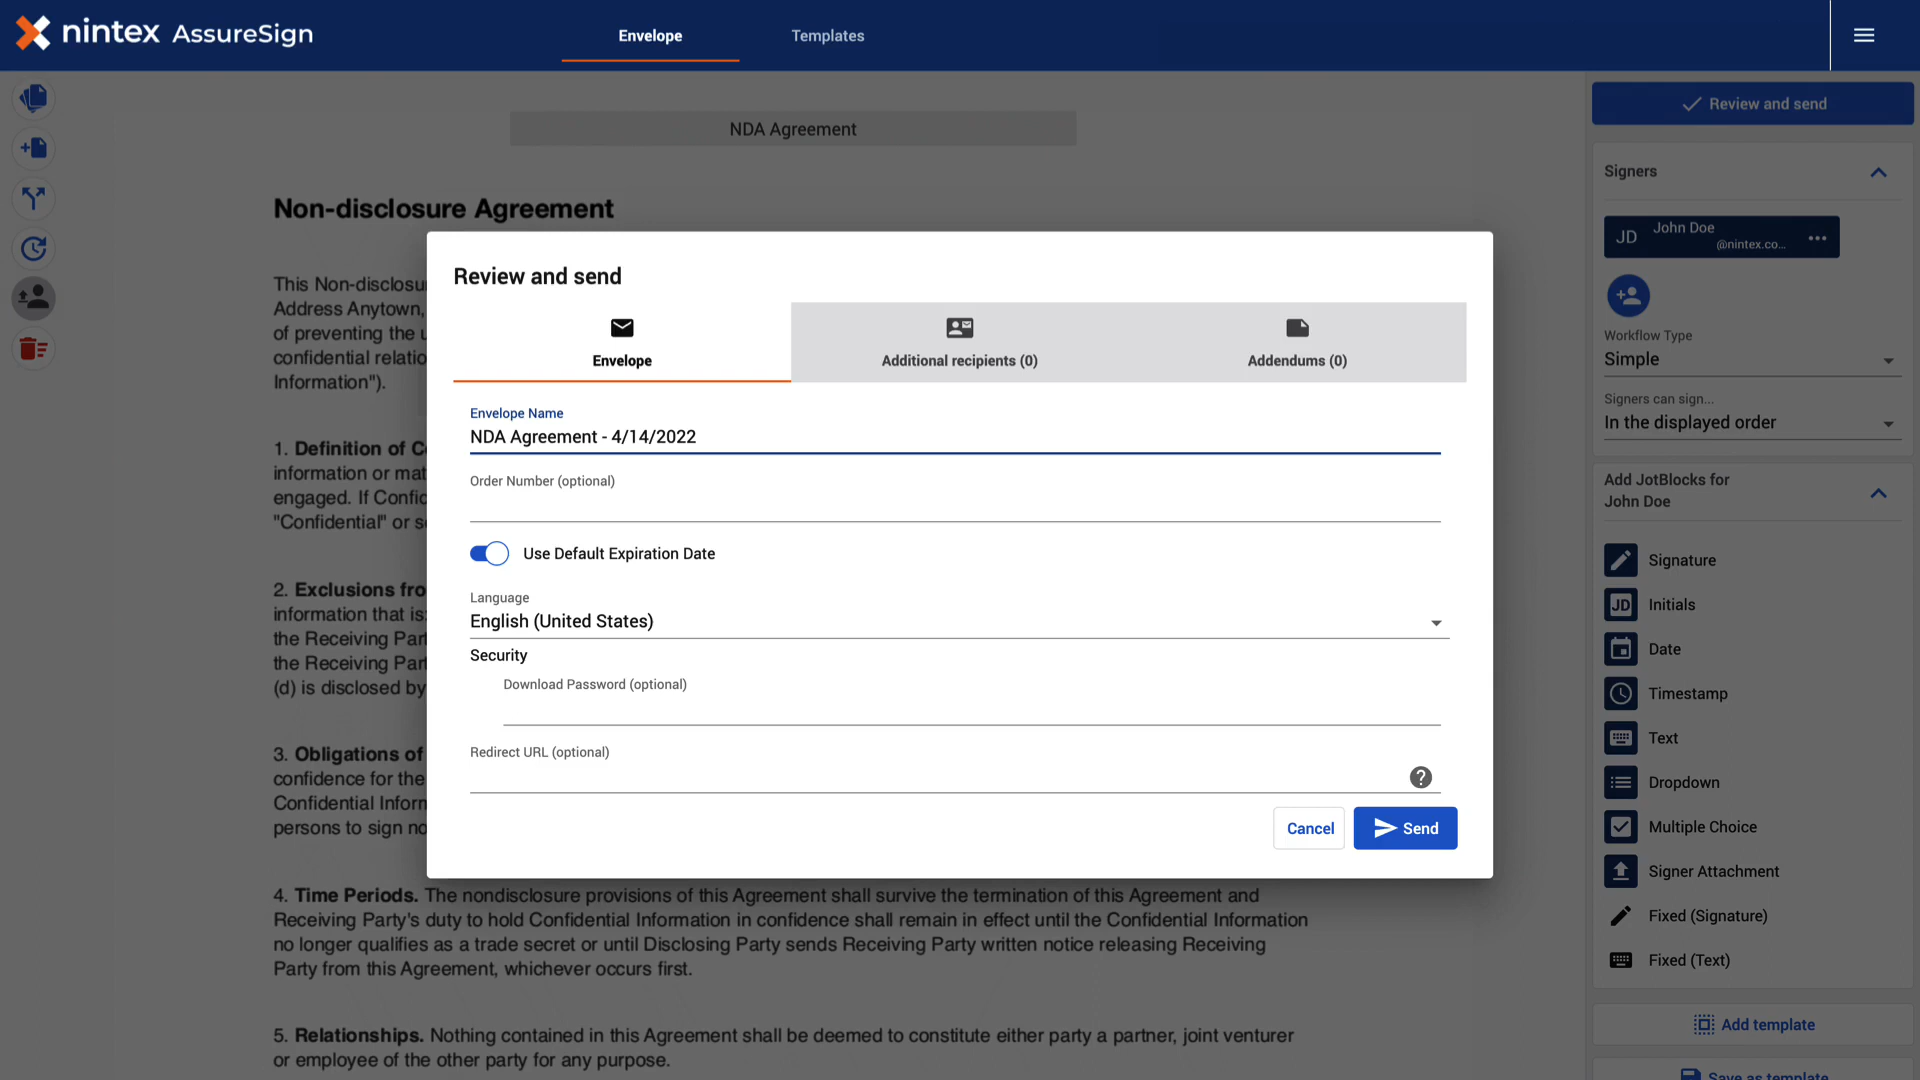 nintex AssureSign
Envelope
Templates
NDA Agreement
Review and send
Non-disclosure Agreement
This Non-disclosu
Address Anytown,
of preventing the u
confidential relatio
Information").
1. Definition of C
information or mat
engaged. If Confid
"Confidential" or s
2. Exclusions fro
information that is
the Receiving Part
the Receiving Part
(d) is disclosed by
3. Obligations of
confidence for the
Confidential Inform
persons to sign no
4. Time Periods. The nondisclosure provisions of this Agreement shall survive the termination of this Agreement and
Receiving Party's duty to hold Confidential Information in confidence shall remain in effect until the Confidential Information
no longer qualifies as a trade secret or until Disclosing Party sends Receiving Party written notice releasing Receiving
Party from this Agreement, whichever occurs first.
5. Relationships. Nothing contained in this Agreement shall be deemed to constitute either party a partner, joint venturer
or employee of the other party for any purpose.
Review and send
Envelope
Additional recipients (0)
Addendums (0)
Envelope Name
NDA Agreement - 4/14/2022
Order Number (optional)
Use Default Expiration Date
Language
English (United States)
Security
Download Password (optional)
Redirect URL (optional)
?
Cancel
Send
Signers
JD
John Doe
@nintex.co...
Workflow Type
Simple
Signers can sign...
In the displayed order
Add JotBlocks for
John Doe
Signature
JD
Initials
Date
Timestamp
Text
Dropdown
Multiple Choice
Signer Attachment
Fixed (Signature)
Fixed (Text)
Add template
Save as template